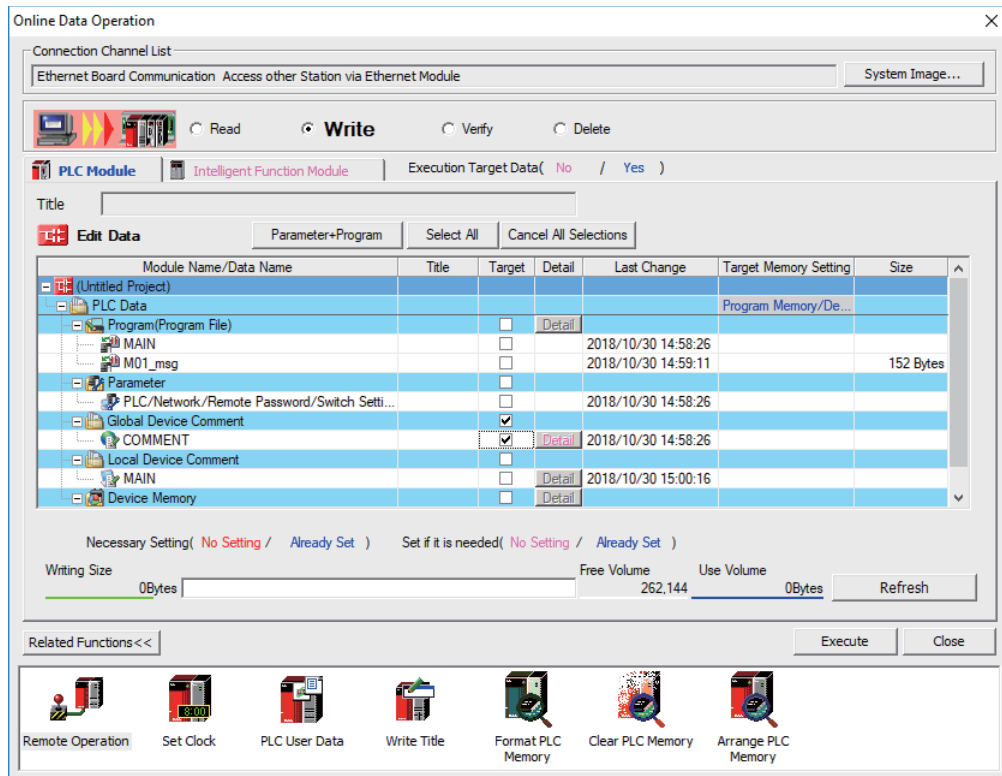 Online Data Operation
Connection Channel List
Ethernet Board Communication Access other Station via Ethernet Module
System Image...
Read Write Verify Delete
PLC Module Intelligent Function Module Execution Target Data( No / Yes )
Title
Edit Data Parameter+Program Select All Cancel All Selections
Module Name/Data Name Title Target Detail Last Change Target Memory Setting Size
(Untitled Project)
PLC Data Program Memory/De...
Program(Program File) Detail
MAIN 2018/10/30 14:58:26
M01_msg 2018/10/30 14:59:11 152 Bytes
Parameter
PLC/Network/Remote Password/Switch Setti... 2018/10/30 14:58:26
Global Device Comment
COMMENT Detail 2018/10/30 14:58:26
Local Device Comment
MAIN Detail 2018/10/30 15:00:16
Device Memory Detail
Necessary Setting( No Setting / Already Set ) Set if it is needed( No Setting / Already Set )
Writing Size Free Volume Use Volume
0Bytes 262,144 0Bytes Refresh
Related Functions<< Execute Close
8:00
Remote Operation Set Clock PLC User Data Write Title Format PLC Memory Clear PLC Memory Arrange PLC Memory